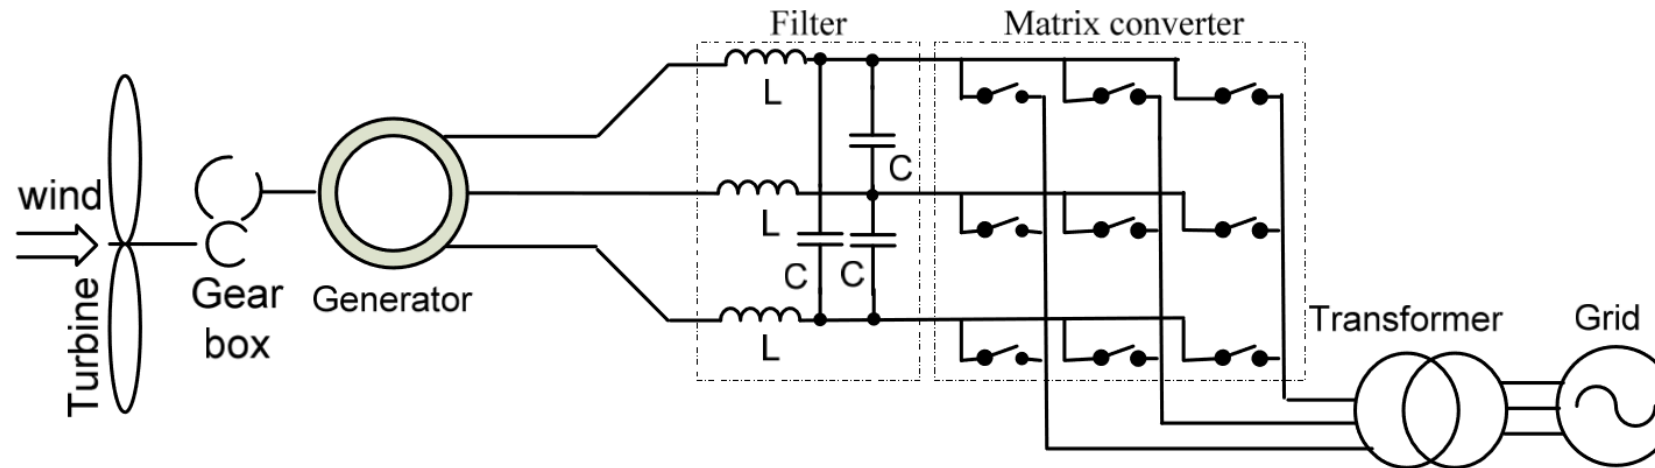 Filter
Matrix converter
L
C
wind
L
C
C
Gear
box
Generator
Turbine
L
Transformer
Grid